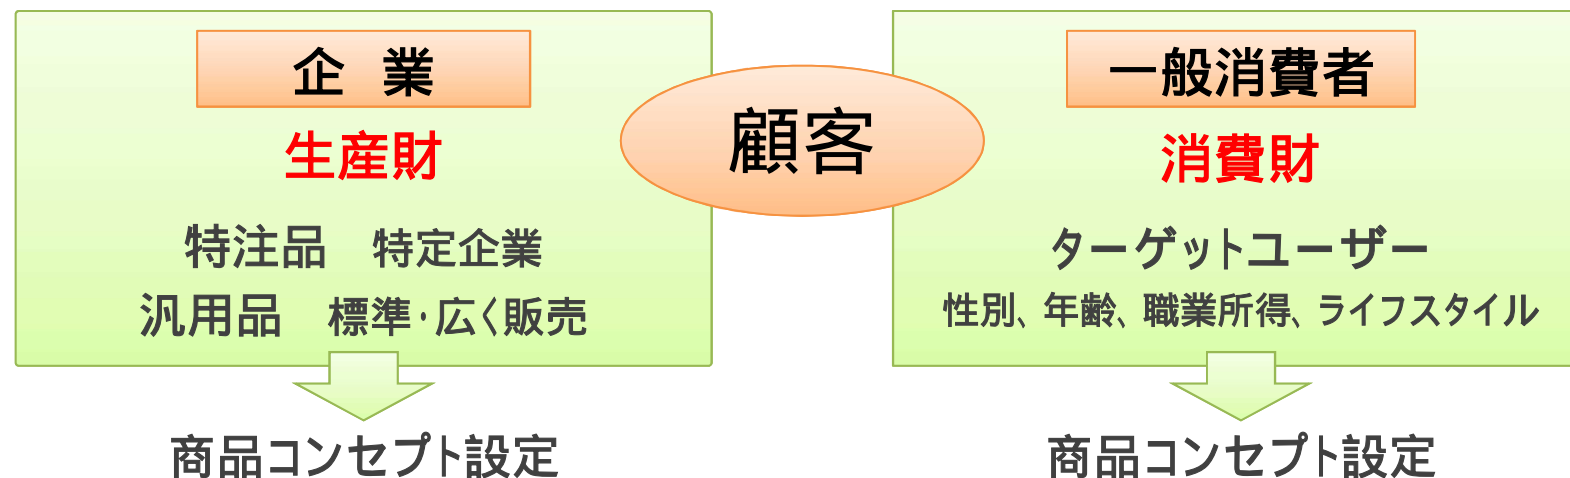 企 業
生産財
特注品 特定企業
汎用品 標準・広く販売
商品コンセプト設定
顧客
一般消費者
消費財
ターゲットユーザー
性別、年齢、職業所得、ライフスタイル
商品コンセプト設定